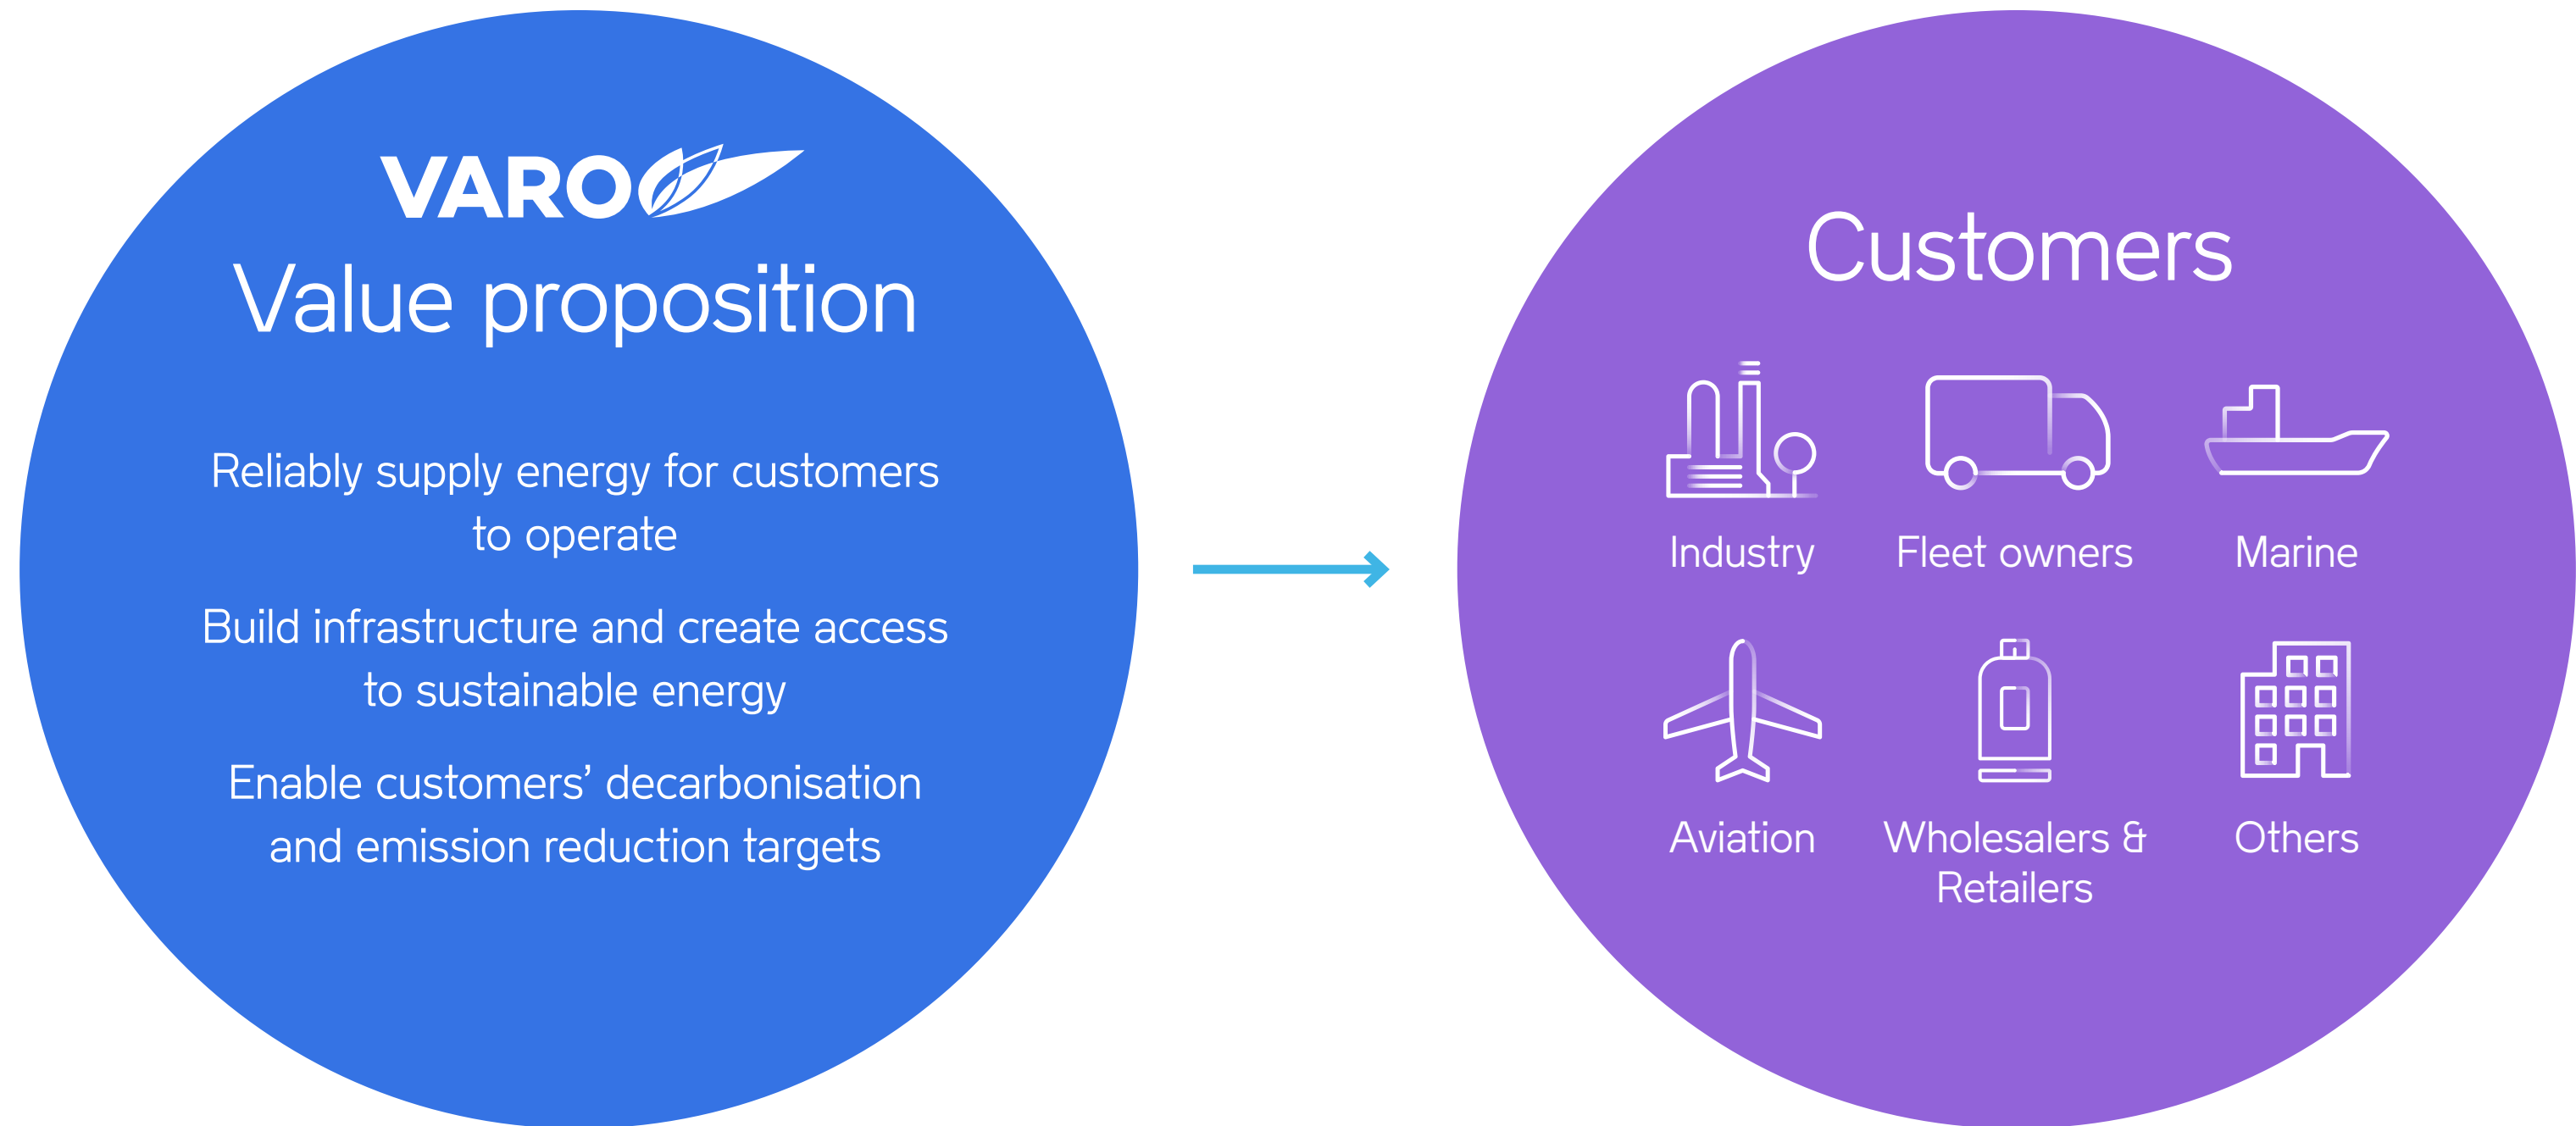 VARO
Value proposition
Reliably supply energy for customers
to operate
Build infrastructure and create access
to sustainable energy
Enable customers’ decarbonisation
and emission reduction targets
Customers
Industry
Fleet owners
Marine
Aviation
Wholesalers &
Retailers
Others